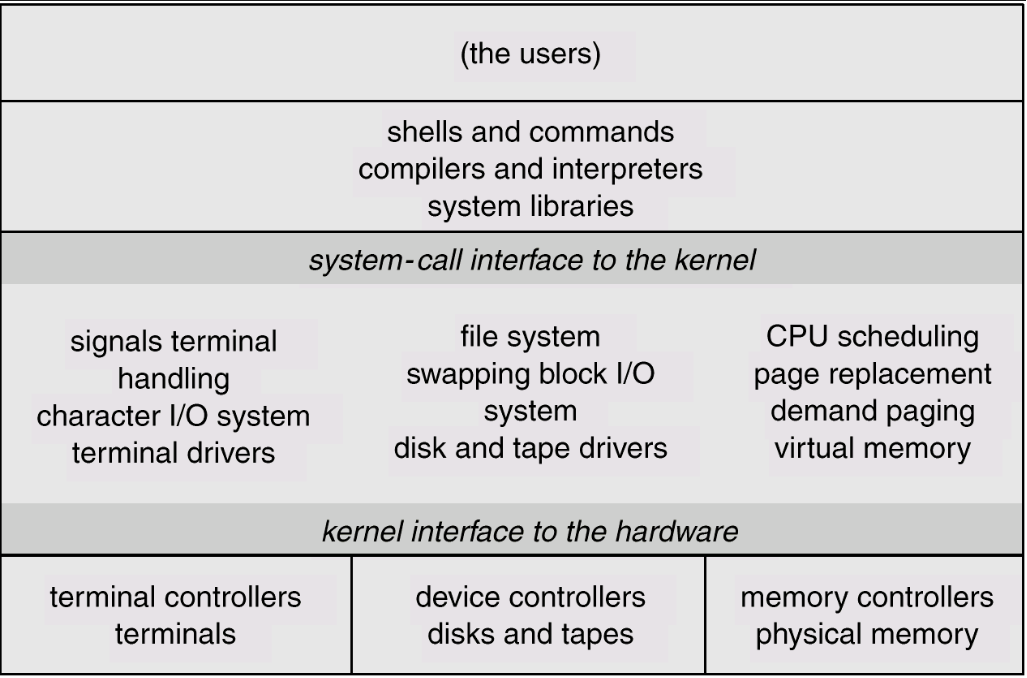 (the users)
shells and commands
compilers and interpreters
system libraries
system-call interface to the kernel
signals terminal
handling
character I/O system
terminal drivers
file system
swapping block I/O
system
disk and tape drivers
CPU scheduling
page replacement
demand paging
virtual memory
kernel interface to the hardware
terminal controllers
terminals
device controllers
disks and tapes
memory controllers
physical memory